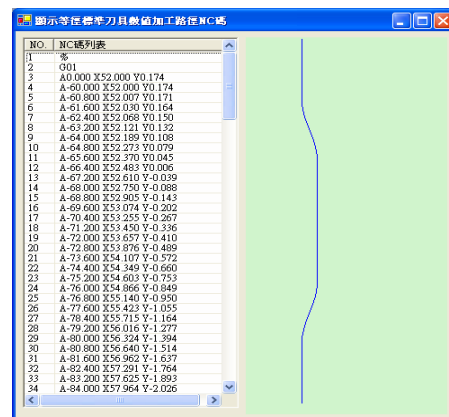 顯示等徑標準刀具數值加工路徑NC碼
NO. NC碼列表
1 %
2 G01
3 A0.000 X52.000 Y0.174
4 A-60.000 X52.000 Y0.174
5 A-60.800 X52.007 Y0.171
6 A-61.600 X52.030 Y0.164
7 A-62.400 X52.068 Y0.150
8 A-63.200 X52.121 Y0.132
9 A-64.000 X52.189 Y0.108
10 A-64.800 X52.273 Y0.079
11 A-65.600 X52.370 Y0.045
12 A-66.400 X52.483 Y0.006
13 A-67.200 X52.610 Y-0.039
14 A-68.000 X52.750 Y-0.088
15 A-68.800 X52.905 Y-0.143
16 A-69.600 X53.074 Y-0.202
17 A-70.400 X53.255 Y-0.267
18 A-71.200 X53.450 Y-0.336
19 A-72.000 X53.657 Y-0.410
20 A-72.800 X53.876 Y-0.489
21 A-73.600 X54.107 Y-0.572
22 A-74.400 X54.349 Y-0.660
23 A-75.200 X54.603 Y-0.753
24 A-76.000 X54.866 Y-0.849
25 A-76.800 X55.140 Y-0.950
26 A-77.600 X55.423 Y-1.055
27 A-78.400 X55.715 Y-1.164
28 A-79.200 X56.016 Y-1.277
29 A-80.000 X56.324 Y-1.394
30 A-80.800 X56.640 Y-1.514
31 A-81.600 X56.962 Y-1.637
32 A-82.400 X57.291 Y-1.764
33 A-83.200 X57.625 Y-1.893
34 A-84.000 X57.964 Y-2.026